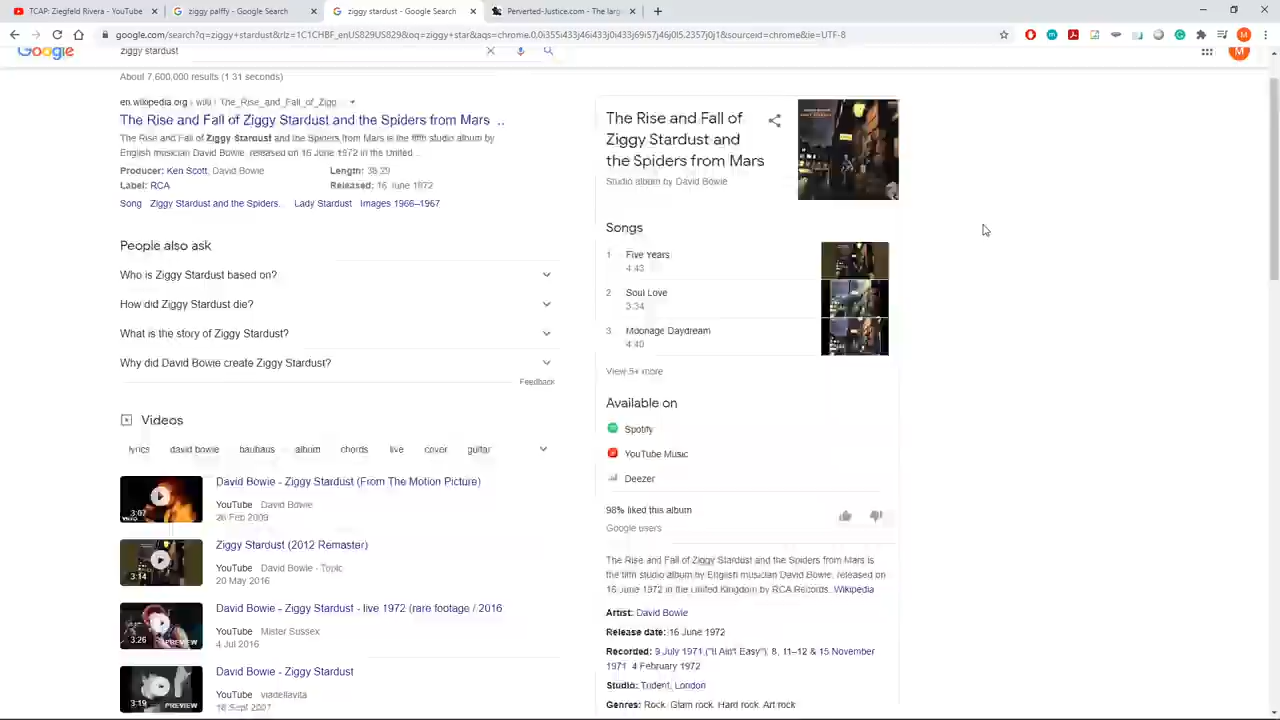 TCAP: Ziegfeld Rivera - YouTube
ziggy palffy - Google Search
ziggy stardust - Google Search
Perverted-Justice.com - The larg
google.com/search?q=ziggy+stardust&rlz=1C1CHBF_enUS829US829&oq=ziggy+star&aqs=chrome.0.0i355i433j46i433j0i433j69i57j46j0l5.2357j0j1&sourceid=chrome&ie=UTF-8
Google
ziggy stardust
M
About 7,600,000 results (1.31 seconds)
en.wikipedia.org › wiki › The_Rise_and_Fall_of_Zigg
The Rise and Fall of Ziggy Stardust and the Spiders from Mars ...
The Rise and Fall of Ziggy Stardust and the Spiders from Mars is the fifth studio album by
English musician David Bowie, released on 16 June 1972 in the United
Producer: Ken Scott, David Bowie
Length: 38:29
Label: RCA
Released: 16 June 1972
Song Ziggy Stardust and the Spiders... Lady Stardust Images 1966–1967
People also ask
Who is Ziggy Stardust based on?
How did Ziggy Stardust die?
What is the story of Ziggy Stardust?
Why did David Bowie create Ziggy Stardust?
Feedback
Videos
lyrics david bowie bauhaus album chords live cover guitar
3:07
David Bowie - Ziggy Stardust (From The Motion Picture)
YouTube David Bowie
26 Feb 2009
3:14
Ziggy Stardust (2012 Remaster)
YouTube David Bowie - Topic
20 May 2016
3:26 PREVIEW
David Bowie - Ziggy Stardust - live 1972 (rare footage / 2016
YouTube Mister Sussex
4 Jul 2016
3:19 PREVIEW
David Bowie - Ziggy Stardust
YouTube viadellavita
18 Sept 2007
The Rise and Fall of
Ziggy Stardust and
the Spiders from Mars
Studio album by David Bowie
Songs
1 Five Years
4:43
2 Soul Love
3:34
3 Moonage Daydream
4:40
View 5+ more
Available on
Spotify
YouTube Music
Deezer
98% liked this album
Google users
The Rise and Fall of Ziggy Stardust and the Spiders from Mars is
the fifth studio album by English musician David Bowie, released on
16 June 1972 in the United Kingdom by RCA Records. Wikipedia
Artist: David Bowie
Release date: 16 June 1972
Recorded: 9 July 1971 ("It Ain't Easy"), 8, 11–12 & 15 November
1971 4 February 1972
Studio: Trident, London
Genres: Rock, Glam rock, Hard rock, Art rock